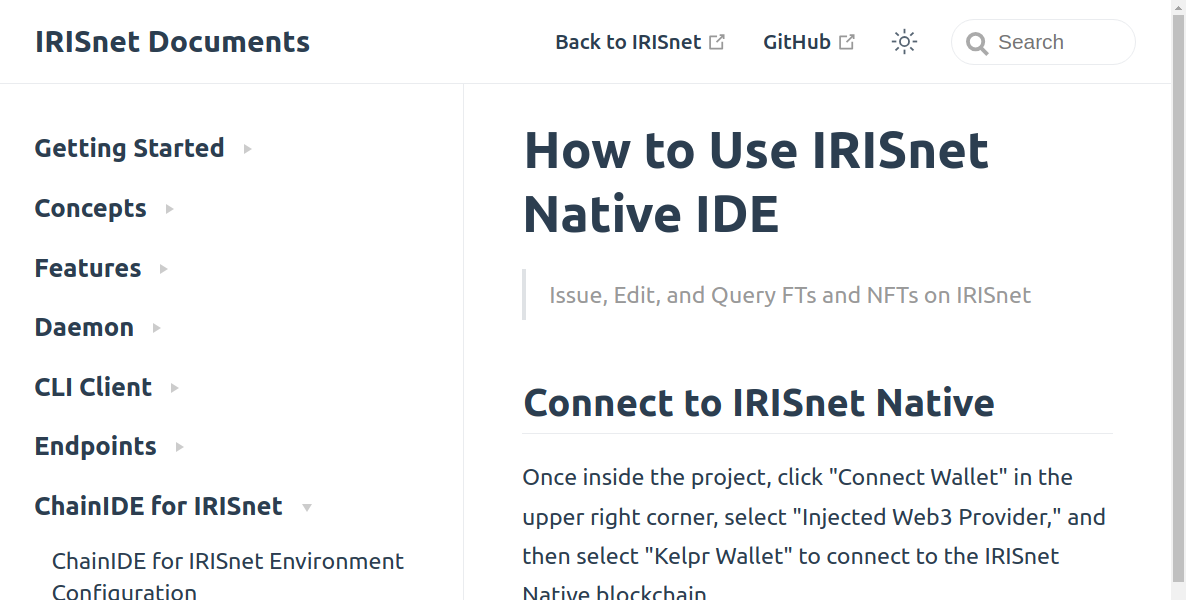 IRISnet Documents
Back to IRISnet
GitHub
Search
Getting Started
Concepts
Features
Daemon
CLI Client
Endpoints
ChainIDE for IRISnet
ChainIDE for IRISnet Environment
Configuration
How to Use IRISnet
Native IDE
Issue, Edit, and Query FTs and NFTs on IRISnet
Connect to IRISnet Native
Once inside the project, click "Connect Wallet" in the
upper right corner, select "Injected Web3 Provider," and
then select "Kelpr Wallet" to connect to the IRISnet
Native blockchain.